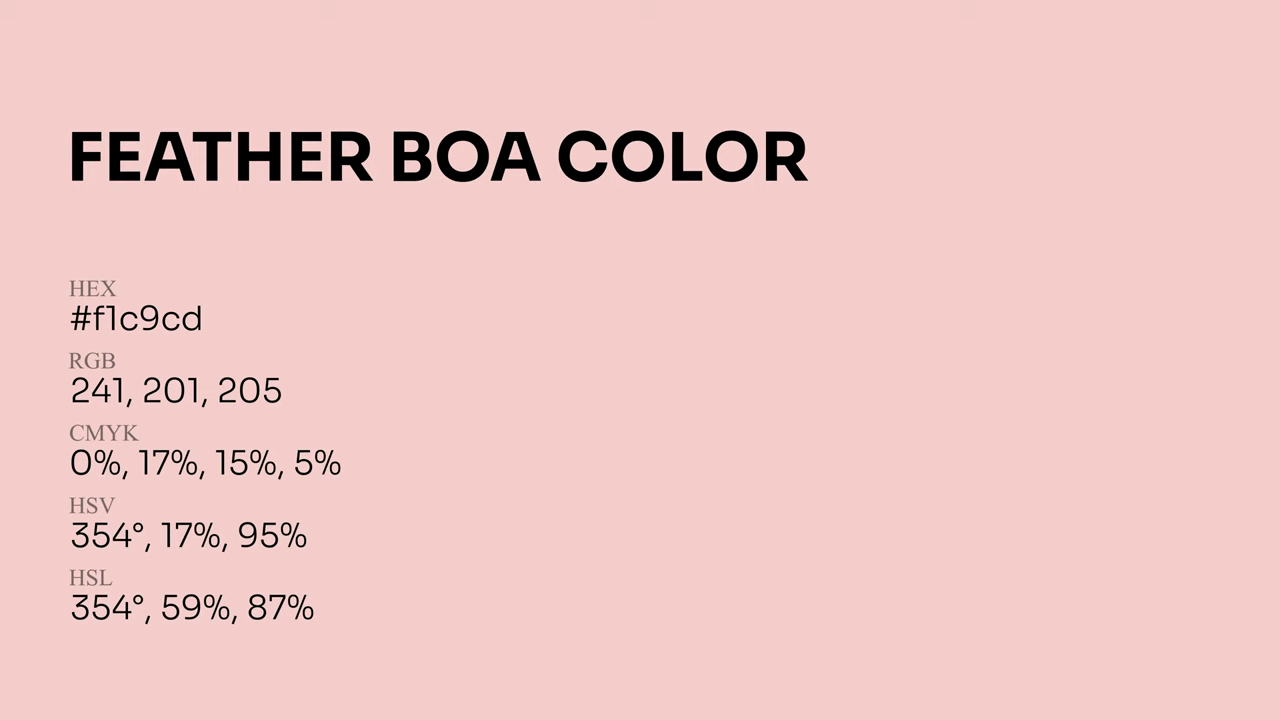 FEATHER BOA COLOR
HEX
#f1c9cd
RGB
241, 201, 205
CMYK
0%, 17%, 15%, 5%
HSV
354°, 17%, 95%
HSL
354°, 59%, 87%